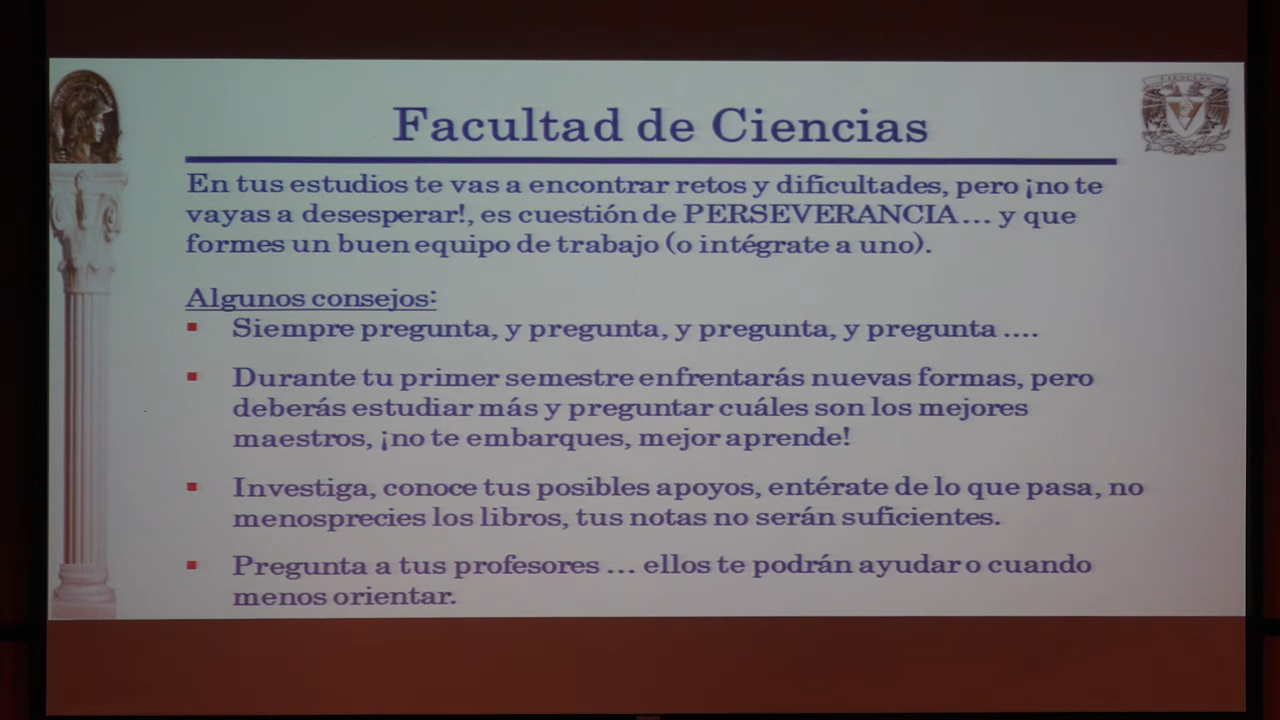 CIENCIAS
Facultad de Ciencias
En tus estudios te vas a encontrar retos y dificultades, pero ¡no te
vayas a desesperar!, es cuestión de PERSEVERANCIA… y que
formes un buen equipo de trabajo (o intégrate a uno).
Algunos consejos:
Siempre pregunta, y pregunta, y pregunta, y pregunta ….
Durante tu primer semestre enfrentarás nuevas formas, pero
deberás estudiar más y preguntar cuáles son los mejores
maestros, ¡no te embarques, mejor aprende!
Investiga, conoce tus posibles apoyos, entérate de lo que pasa, no
menosprecies los libros, tus notas no serán suficientes.
Pregunta a tus profesores … ellos te podrán ayudar o cuando
menos orientar.